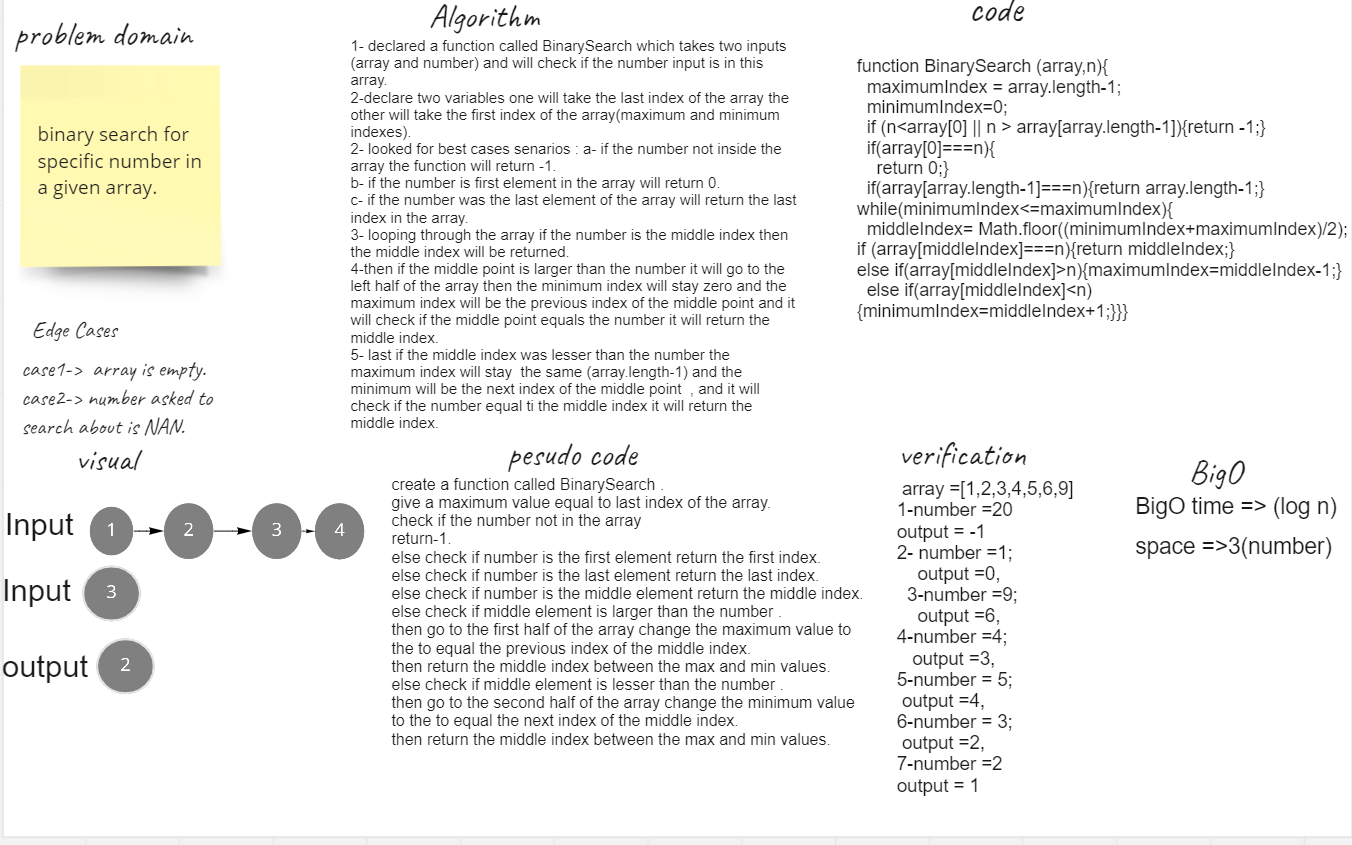 problem domain
binary search for
specific number in
a given array.
Edge Cases
case1-> array is empty.
case2-> number asked to
search about is NAN.
Algorithm
1- declared a function called BinarySearch which takes two inputs
(array and number) and will check if the number input is in this
array.
2-declare two variables one will take the last index of the array the
other will take the first index of the array(maximum and minimum
indexes).
2- looked for best cases senarios : a- if the number not inside the
array the function will return -1.
b- if the number is first element in the array will return 0.
c- if the number was the last element of the array will return the last
index in the array.
3- looping through the array if the number is the middle index then
the middle index will be returned.
4-then if the middle point is larger than the number it will go to the
left half of the array then the minimum index will stay zero and the
maximum index will be the previous index of the middle point and it
will check if the middle point equals the number it will return the
middle index.
5- last if the middle index was lesser than the number the
maximum index will stay the same (array.length-1) and the
minimum will be the next index of the middle point , and it will
check if the number equal ti the middle index it will return the
middle index.
code
function BinarySearch (array,n){
maximumIndex = array.length-1;
minimumIndex=0;
if (n<array[0] || n > array[array.length-1]){return -1;}
if(array[0]===n){
return 0;}
if(array[array.length-1]===n){return array.length-1;}
while(minimumIndex<=maximumIndex){
middleIndex= Math.floor((minimumIndex+maximumIndex)/2);
if (array[middleIndex]===n){return middleIndex;}
else if(array[middleIndex]>n){maximumIndex=middleIndex-1;}
else if(array[middleIndex]<n)
{minimumIndex=middleIndex+1;}}}
visual
Input 1 2 3 4
Input 3
output 2
pesudo code
create a function called BinarySearch .
give a maximum value equal to last index of the array.
check if the number not in the array
return-1.
else check if number is the first element return the first index.
else check if number is the last element return the last index.
else check if number is the middle element return the middle index.
else check if middle element is larger than the number .
then go to the first half of the array change the maximum value to
the to equal the previous index of the middle index.
then return the middle index between the max and min values.
else check if middle element is lesser than the number .
then go to the second half of the array change the minimum value
to the to equal the next index of the middle index.
then return the middle index between the max and min values.
verification
array =[1,2,3,4,5,6,9]
1-number =20
output = -1
2- number =1;
output =0,
3-number =9;
output =6,
4-number =4;
output =3,
5-number = 5;
output =4,
6-number = 3;
output =2,
7-number =2
output = 1
BigO
BigO time => (log n)
space =>3(number)